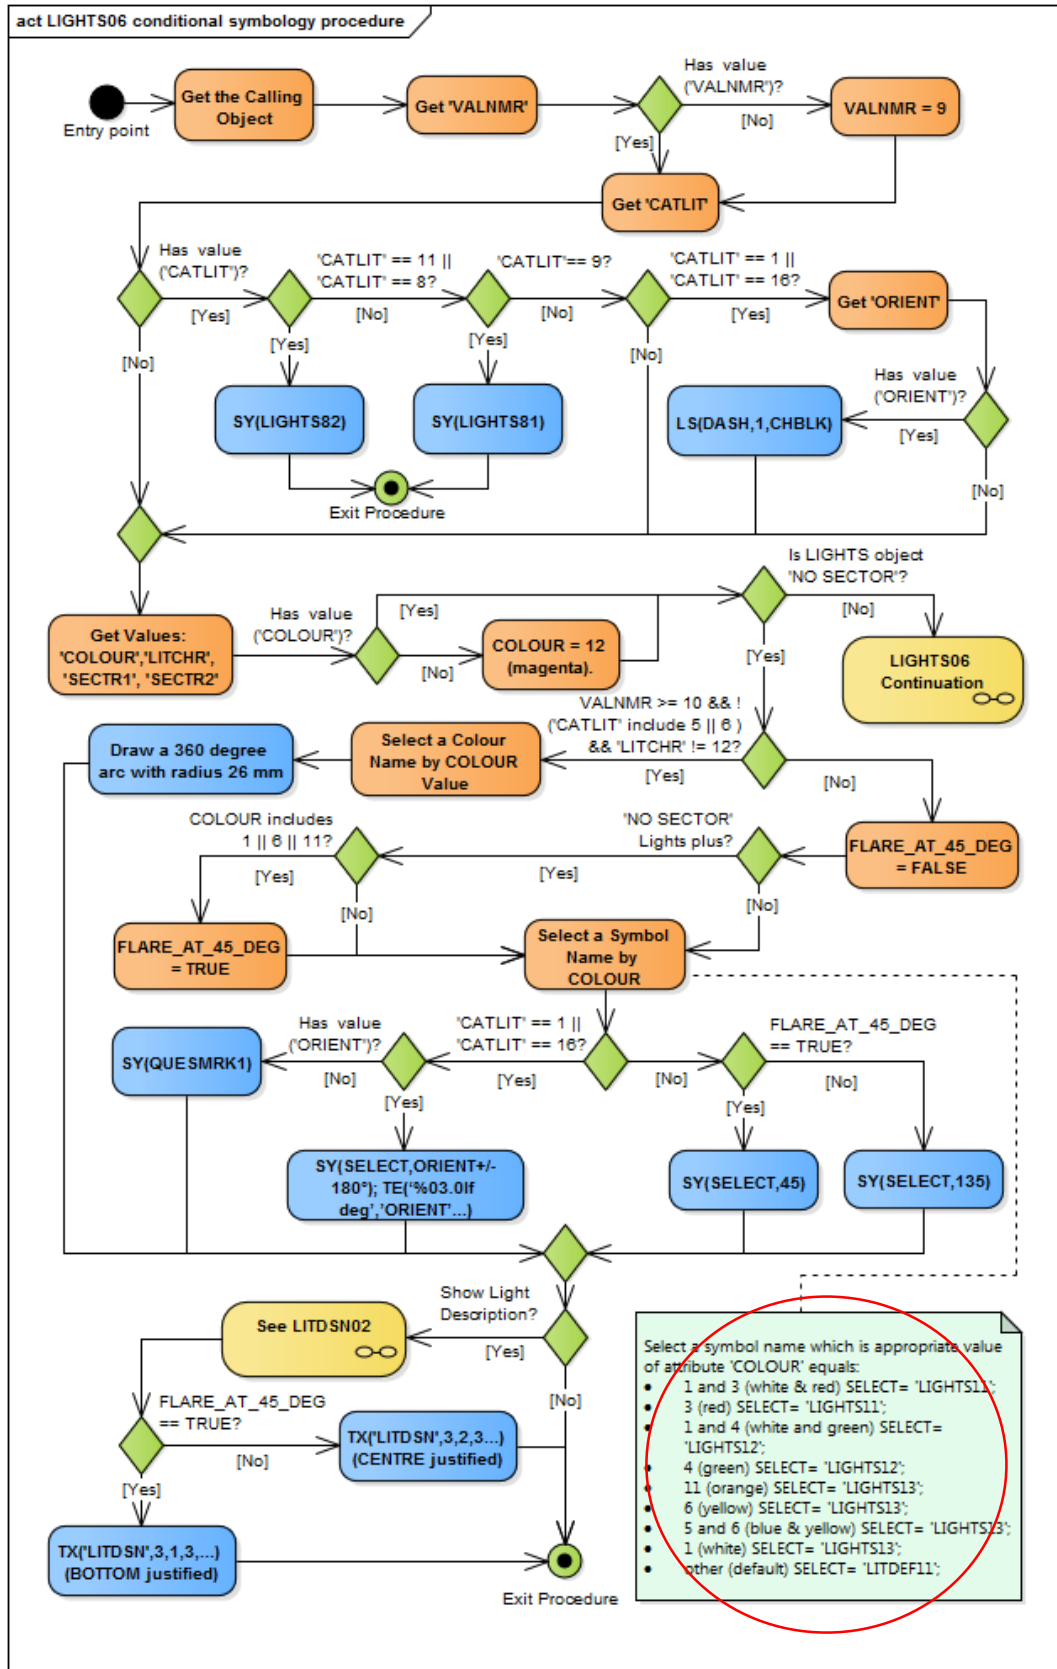 act LIGHTS06 conditional symbology procedure
Entry point
Get the Calling
Object
Get 'VALNMR'
Has value
('VALNMR')?
[No]
[Yes]
VALNMR = 9
Get 'CATLIT'
Has value
('CATLIT')?
[Yes]
[No]
'CATLIT' == 11 ||
'CATLIT' == 8?
[No]
[Yes]
'CATLIT'== 9?
[No]
[Yes]
'CATLIT' == 1 ||
'CATLIT' == 16?
[Yes]
[No]
Get 'ORIENT'
Has value
('ORIENT')?
[Yes]
[No]
SY(LIGHTS82)
SY(LIGHTS81)
LS(DASH,1,CHBLK)
Exit Procedure
Get Values:
'COLOUR','LITCHR',
'SECTR1', 'SECTR2'
Has value
('COLOUR')?
[Yes]
[No]
COLOUR = 12
(magenta).
Is LIGHTS object
'NO SECTOR'?
[No]
[Yes]
LIGHTS06
Continuation
VALNMR >= 10 && !
('CATLIT' include 5 || 6 )
&& 'LITCHR' != 12?
[Yes]
[No]
Select a Colour
Name by COLOUR
Value
Draw a 360 degree
arc with radius 26 mm
FLARE_AT_45_DEG
= FALSE
'NO SECTOR'
Lights plus?
[Yes]
[No]
COLOUR includes
1 || 6 || 11?
[Yes]
[No]
FLARE_AT_45_DEG
= TRUE
Select a Symbol
Name by
COLOUR
'CATLIT' == 1 ||
'CATLIT' == 16?
[Yes]
[No]
Has value
('ORIENT')?
[No]
[Yes]
SY(QUESMRK1)
FLARE_AT_45_DEG
== TRUE?
[No]
[Yes]
SY(SELECT,ORIENT+/-
180°); TE('%03.0lf
deg','ORIENT'...)
SY(SELECT,45)
SY(SELECT,135)
Show Light
Description?
[Yes]
[No]
See LITDSN02
FLARE_AT_45_DEG
== TRUE?
[No]
[Yes]
TX('LITDSN',3,2,3...)
(CENTRE justified)
TX('LITDSN',3,1,3,...)
(BOTTOM justified)
Exit Procedure
Select a symbol name which is appropriate value
of attribute 'COLOUR' equals:
• 1 and 3 (white & red) SELECT= 'LIGHTS11';
• 3 (red) SELECT= 'LIGHTS11';
• 1 and 4 (white and green) SELECT=
'LIGHTS12';
• 4 (green) SELECT= 'LIGHTS12';
• 11 (orange) SELECT= 'LIGHTS13';
• 6 (yellow) SELECT= 'LIGHTS13';
• 5 and 6 (blue & yellow) SELECT= 'LIGHTS13';
• 1 (white) SELECT= 'LIGHTS13';
• other (default) SELECT= 'LITDEF11';